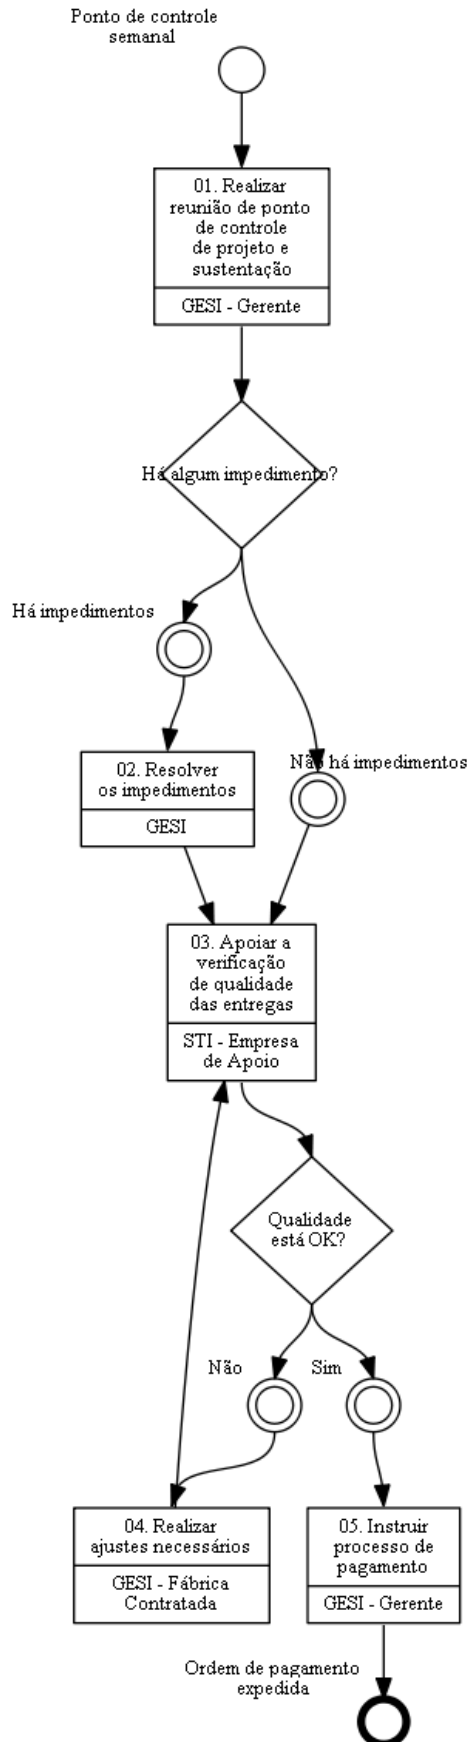 Ponto de controle
semanal
01. Realizar
reunião de ponto
de controle
de projeto e
sustentação
GESI - Gerente
Há algum impedimento?
Há impedimentos
Não há impedimentos
02. Resolver
os impedimentos
GESI
03. Apoiar a
verificação
de qualidade
das entregas
STI - Empresa
de Apoio
Qualidade
está OK?
Não
Sim
04. Realizar
ajustes necessários
GESI - Fábrica
Contratada
05. Instruir
processo de
pagamento
GESI - Gerente
Ordem de pagamento
expedida